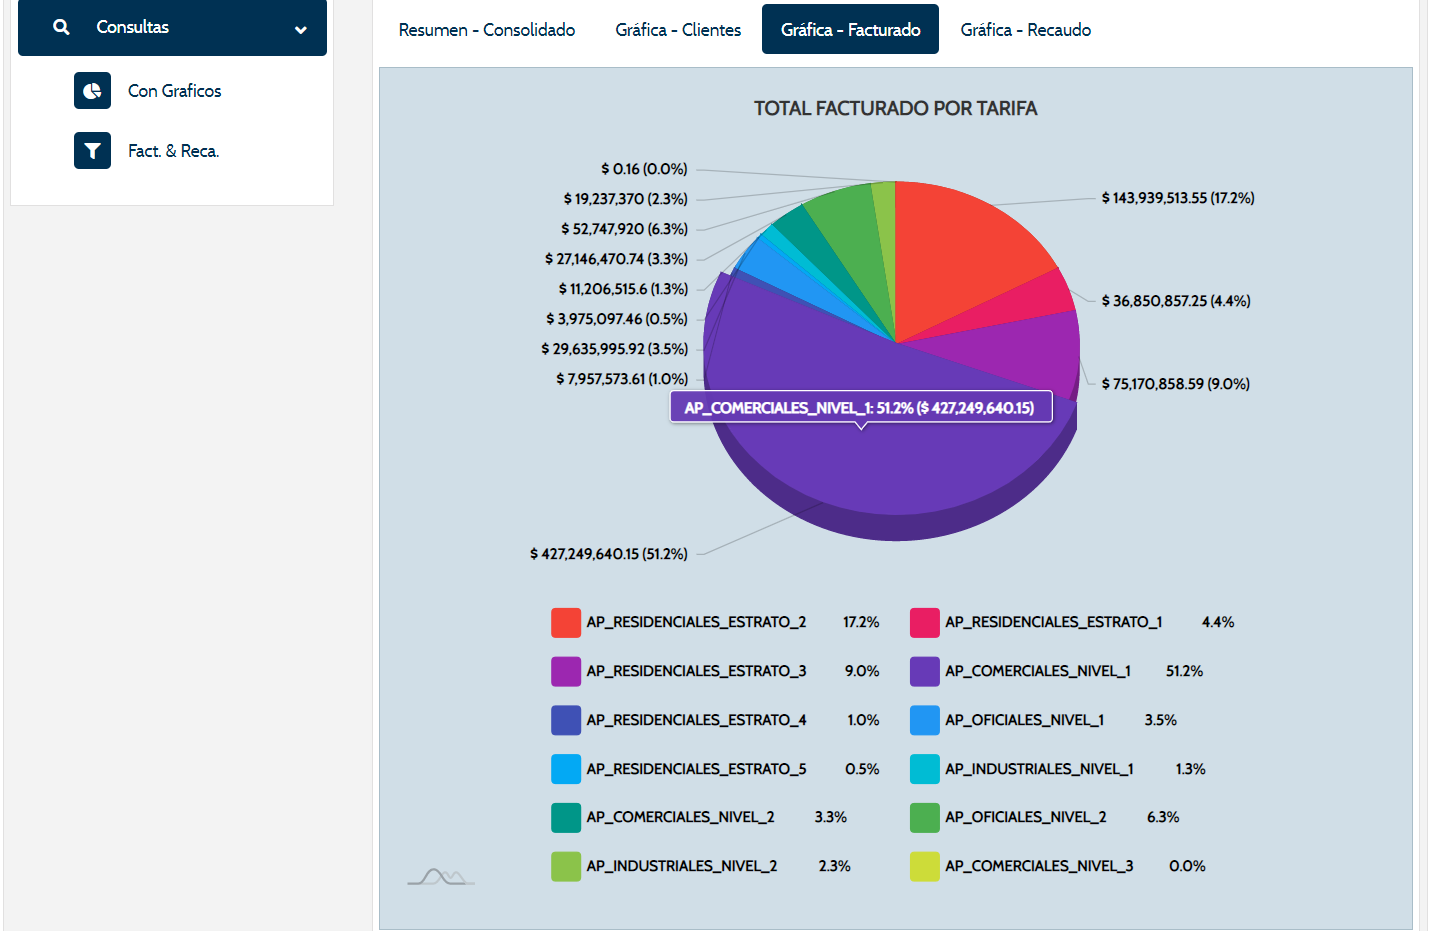 Consultas
Con Graficos
Fact. & Reca.
Resumen - Consolidado
Gráfica - Clientes
Gráfica - Facturado
Gráfica - Recaudo
TOTAL FACTURADO POR TARIFA
$ 0.16 (0.0%)
$ 19,237,370 (2.3%)
$ 52,747,920 (6.3%)
$ 27,146,470.74 (3.3%)
$ 11,206,515.6 (1.3%)
$ 3,975,097.46 (0.5%)
$ 29,635,995.92 (3.5%)
$ 7,957,573.61 (1.0%)
$ 143,939,513.55 (17.2%)
$ 36,850,857.25 (4.4%)
$ 75,170,858.59 (9.0%)
AP_COMERCIALES_NIVEL_1: 51.2% ($ 427,249,640.15)
$ 427,249,640.15 (51.2%)
AP_RESIDENCIALES_ESTRATO_2 17.2%
AP_RESIDENCIALES_ESTRATO_1 4.4%
AP_RESIDENCIALES_ESTRATO_3 9.0%
AP_COMERCIALES_NIVEL_1 51.2%
AP_RESIDENCIALES_ESTRATO_4 1.0%
AP_OFICIALES_NIVEL_1 3.5%
AP_RESIDENCIALES_ESTRATO_5 0.5%
AP_INDUSTRIALES_NIVEL_1 1.3%
AP_COMERCIALES_NIVEL_2 3.3%
AP_OFICIALES_NIVEL_2 6.3%
AP_INDUSTRIALES_NIVEL_2 2.3%
AP_COMERCIALES_NIVEL_3 0.0%